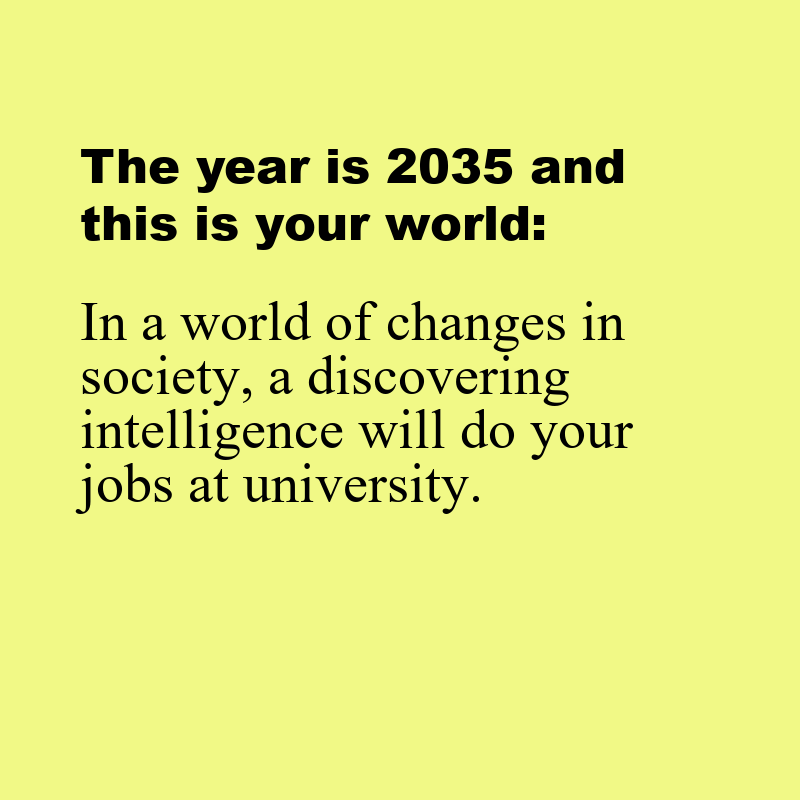 The year is 2035 and
this is your world:
In a world of changes in
society, a discovering
intelligence will do your
jobs at university.